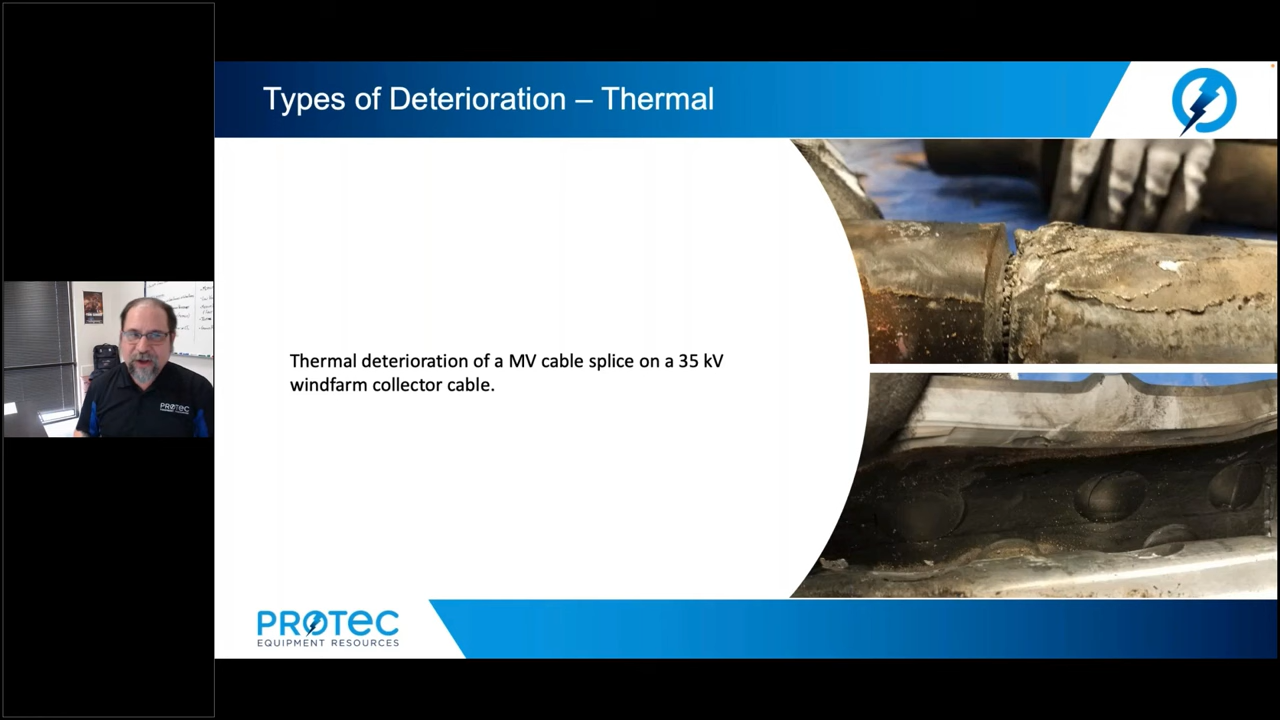 Types of Deterioration – Thermal
Thermal deterioration of a MV cable splice on a 35 kV
windfarm collector cable.
PROTEC
EQUIPMENT RESOURCES
PROTEC